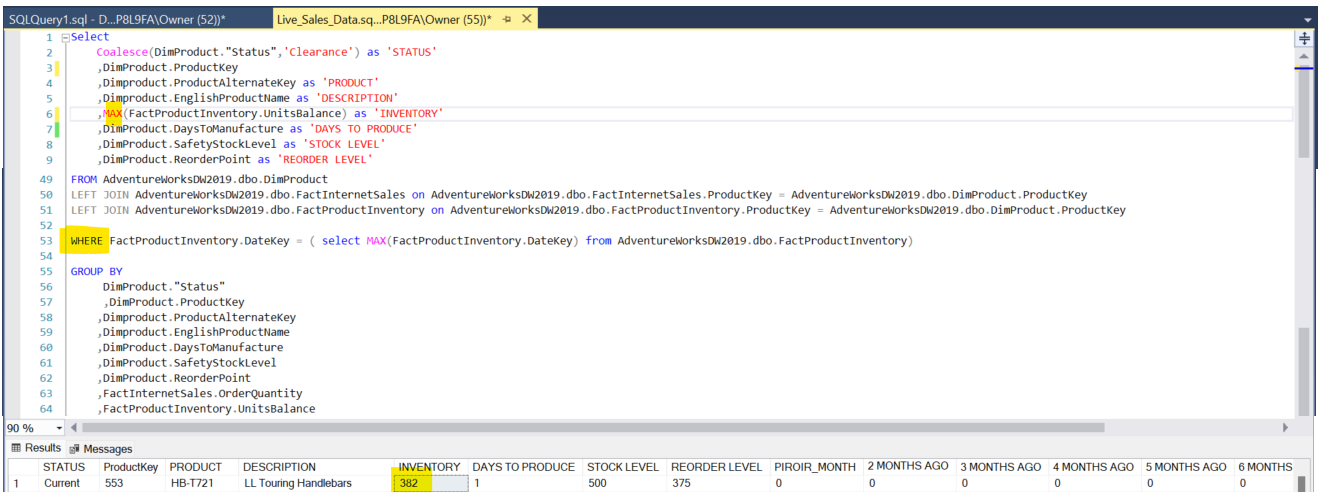 SQLQuery1.sql - D...P8L9FA\Owner (52))* Live_Sales_Data.sq...P8L9FA\Owner (55))*
1 Select
2 Coalesce(DimProduct."Status",'Clearance') as 'STATUS'
3 ,DimProduct.ProductKey
4 ,Dimproduct.ProductAlternateKey as 'PRODUCT'
5 ,Dimproduct.EnglishProductName as 'DESCRIPTION'
6 ,MAX(FactProductInventory.UnitsBalance) as 'INVENTORY'
7 ,DimProduct.DaysToManufacture as 'DAYS TO PRODUCE'
8 ,DimProduct.SafetyStockLevel as 'STOCK LEVEL'
9 ,DimProduct.ReorderPoint as 'REORDER LEVEL'
49 FROM AdventureWorksDW2019.dbo.DimProduct
50 LEFT JOIN AdventureWorksDW2019.dbo.FactInternetSales on AdventureWorksDW2019.dbo.FactInternetSales.ProductKey = AdventureWorksDW2019.dbo.DimProduct.ProductKey
51 LEFT JOIN AdventureWorksDW2019.dbo.FactProductInventory on AdventureWorksDW2019.dbo.FactProductInventory.ProductKey = AdventureWorksDW2019.dbo.DimProduct.ProductKey
52
53 WHERE FactProductInventory.DateKey = ( select MAX(FactProductInventory.DateKey) from AdventureWorksDW2019.dbo.FactProductInventory)
54
55 GROUP BY
56 DimProduct."Status"
57 ,DimProduct.ProductKey
58 ,Dimproduct.ProductAlternateKey
59 ,Dimproduct.EnglishProductName
60 ,DimProduct.DaysToManufacture
61 ,DimProduct.SafetyStockLevel
62 ,DimProduct.ReorderPoint
63 ,FactInternetSales.OrderQuantity
64 ,FactProductInventory.UnitsBalance
90 %
Results Messages
STATUS ProductKey PRODUCT DESCRIPTION INVENTORY DAYS TO PRODUCE STOCK LEVEL REORDER LEVEL PIROIR_MONTH 2 MONTHS AGO 3 MONTHS AGO 4 MONTHS AGO 5 MONTHS AGO 6 MONTHS
1 Current 553 HB-T721 LL Touring Handlebars 382 1 500 375 0 0 0 0 0 0